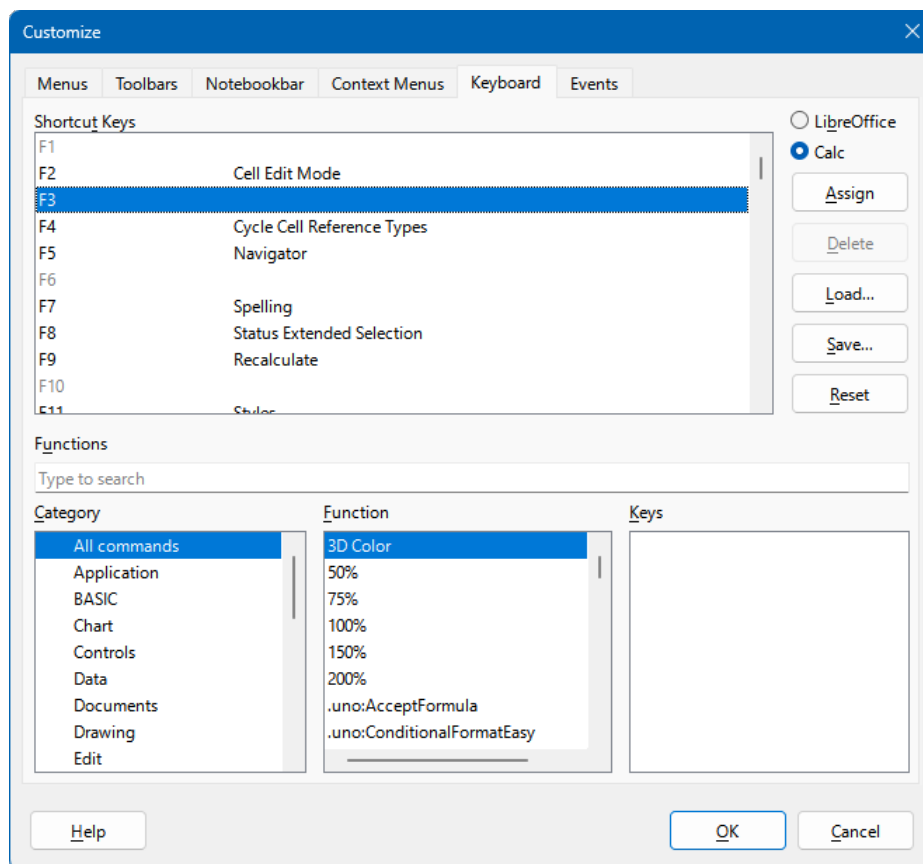 Customize
Menus Toolbars Notebookbar Context Menus Keyboard Events
Shortcut Keys
F1
F2 Cell Edit Mode
F3
F4 Cycle Cell Reference Types
F5 Navigator
F6
F7 Spelling
F8 Status Extended Selection
F9 Recalculate
F10
F11 Styles
LibreOffice
Calc
Assign
Delete
Load...
Save...
Reset
Functions
Type to search
Category
All commands
Application
BASIC
Chart
Controls
Data
Documents
Drawing
Edit
Function
3D Color
50%
75%
100%
150%
200%
.uno:AcceptFormula
.uno:ConditionalFormatEasy
Keys
Help OK Cancel